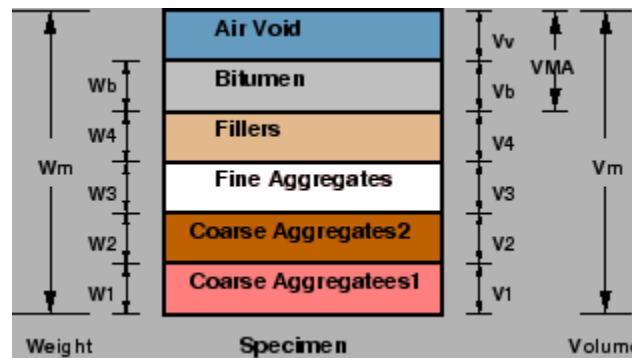 Air Void
Vv
VMA
Wb
Bitumen
Vb
W4
Fillers
V4
Wm
Vm
W3
Fine Aggregates
V3
W2
Coarse Aggregates2
V2
W1
Coarse Aggregatees1
V1
Weight
Specimen
Volume